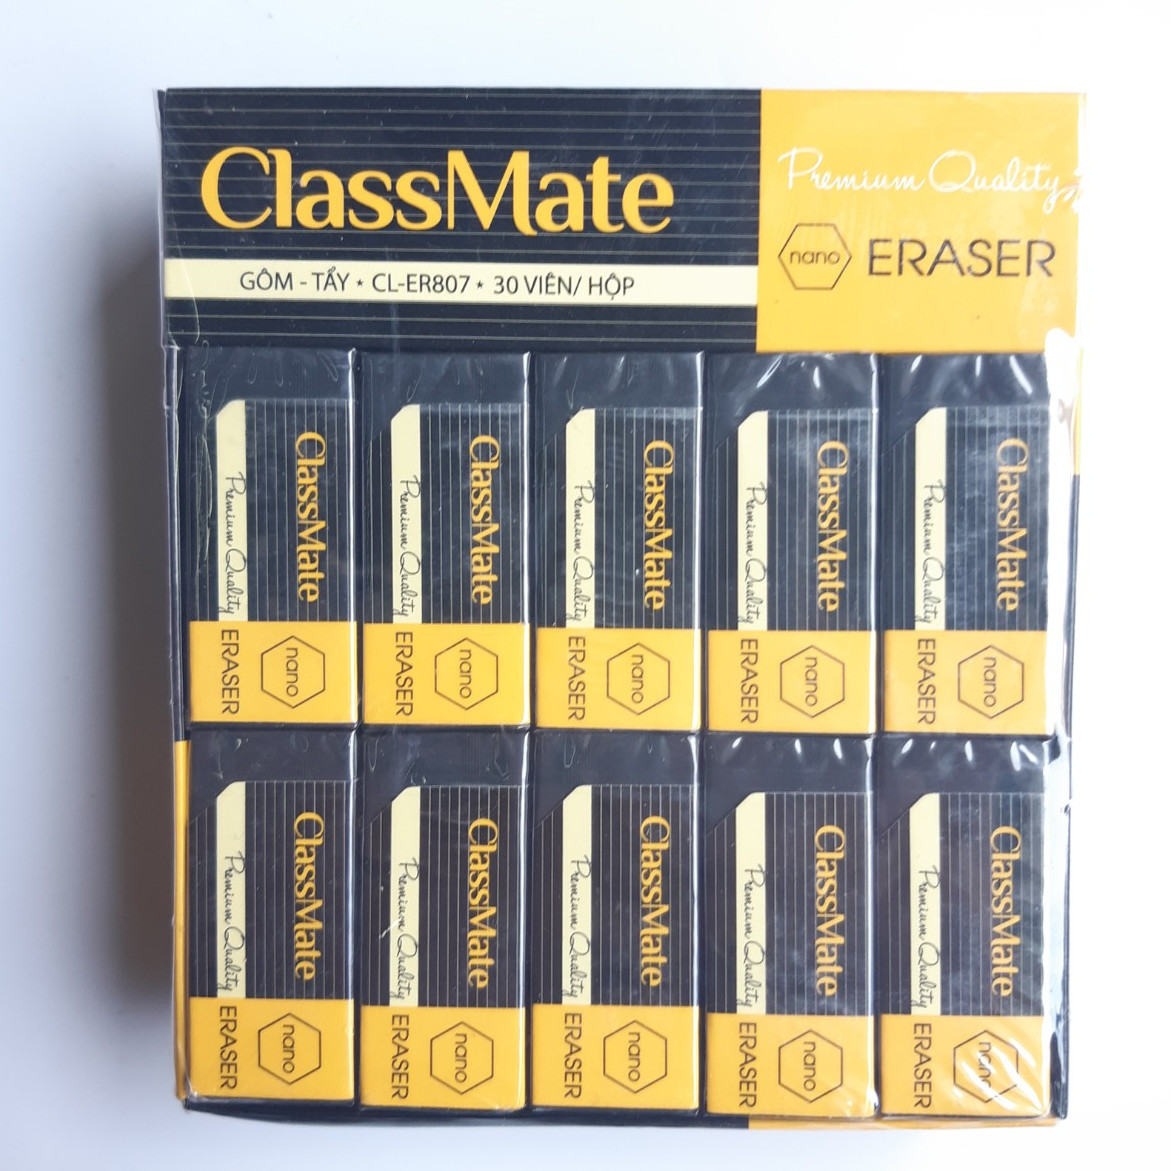 ClassMate
GÔM - TẨY ★ CL-ER807 ★ 30 VIÊN/ HỘP
Premium Quality
nano ERASER
ClassMate
Premium Quality
ERASER nano
ClassMate
Premium Quality
ERASER nano
ClassMate
Premium Quality
ERASER nano
ClassMate
Premium Quality
ERASER nano
ClassMate
Premium Quality
ERASER nano
ClassMate
Premium Quality
ERASER nano
ClassMate
Premium Quality
ERASER nano
ClassMate
Premium Quality
ERASER nano
ClassMate
Premium Quality
ERASER nano
ClassMate
Premium Quality
ERASER nano